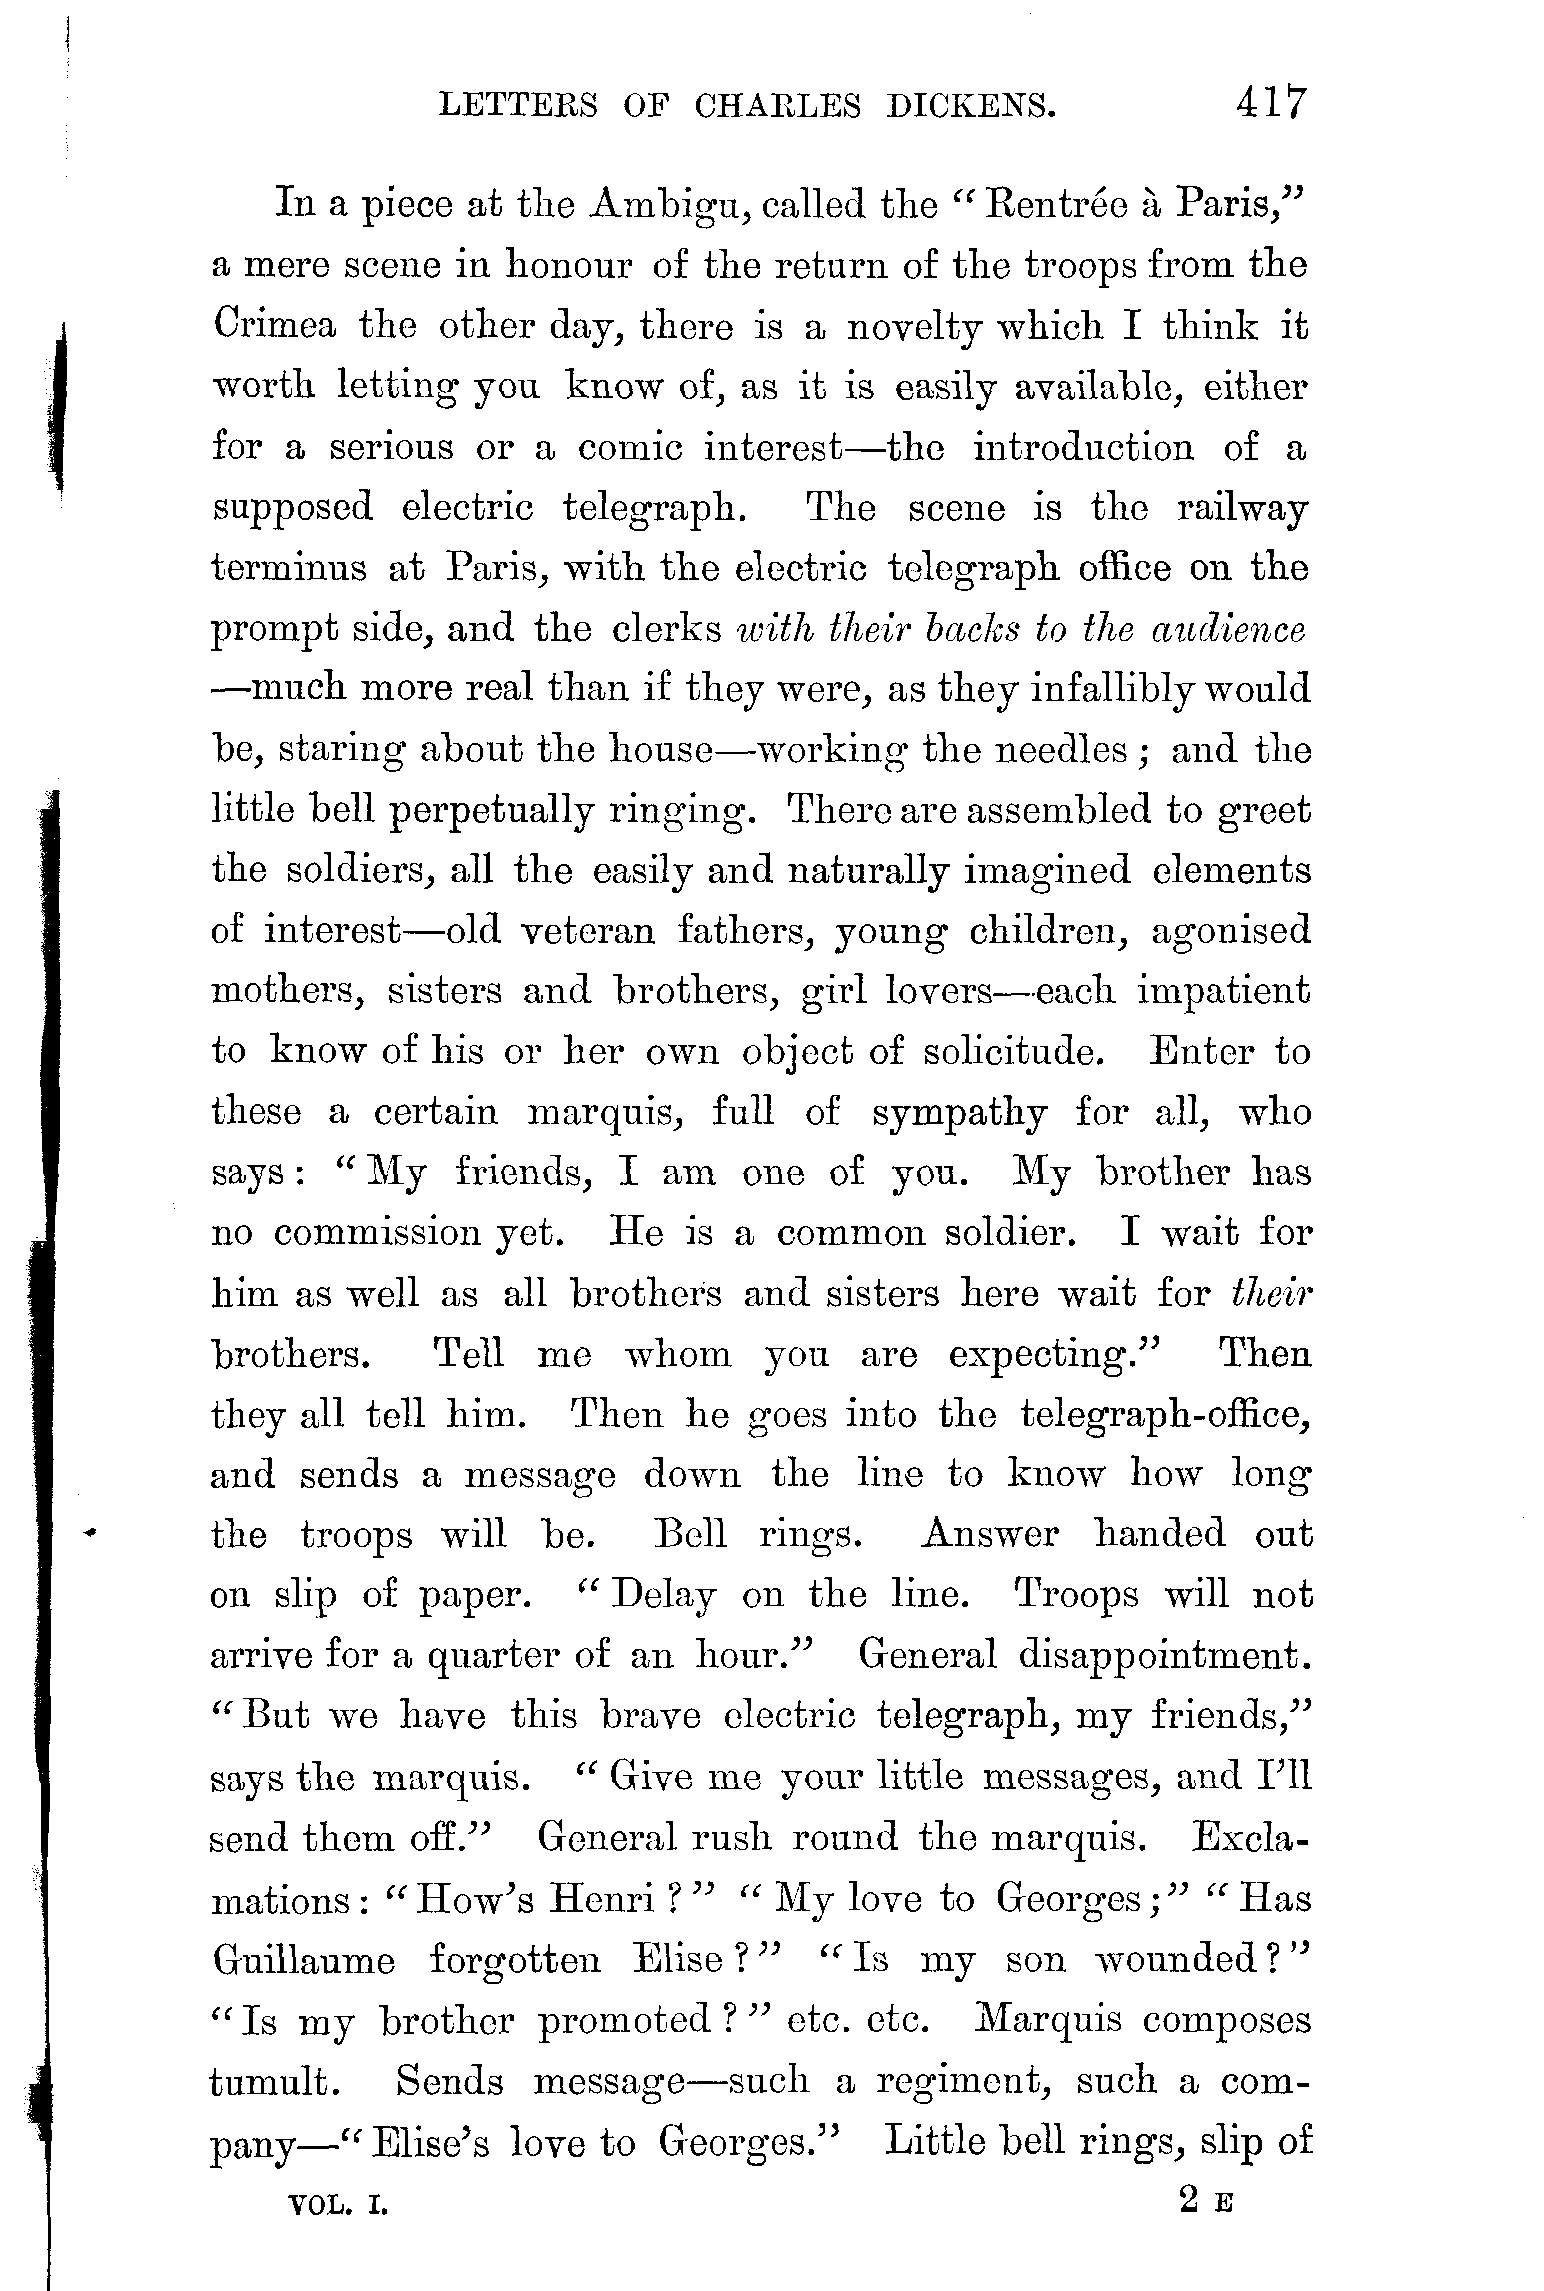 LETTERS OF CHARLES DICKENS. 417
In a piece at the Ambigu, called the “Rentrée à Paris,”
a mere scene in honour of the return of the troops from the
Crimea the other day, there is a novelty which I think it
worth letting you know of, as it is easily available, either
for a serious or a comic interest—the introduction of a
supposed electric telegraph. The scene is the railway
terminus at Paris, with the electric telegraph office on the
prompt side, and the clerks with their backs to the audience
—much more real than if they were, as they infallibly would
be, staring about the house—working the needles; and the
little bell perpetually ringing. There are assembled to greet
the soldiers, all the easily and naturally imagined elements
of interest—old veteran fathers, young children, agonised
mothers, sisters and brothers, girl lovers—each impatient
to know of his or her own object of solicitude. Enter to
these a certain marquis, full of sympathy for all, who
says: “My friends, I am one of you. My brother has
no commission yet. He is a common soldier. I wait for
him as well as all brothers and sisters here wait for their
brothers. Tell me whom you are expecting.” Then
they all tell him. Then he goes into the telegraph-office,
and sends a message down the line to know how long
the troops will be. Bell rings. Answer handed out
on slip of paper. “Delay on the line. Troops will not
arrive for a quarter of an hour.” General disappointment.
“But we have this brave electric telegraph, my friends,”
says the marquis. “Give me your little messages, and I’ll
send them off.” General rush round the marquis. Excla-
mations: “How’s Henri?” “My love to Georges;” “Has
Guillaume forgotten Elise?” “Is my son wounded?”
“Is my brother promoted?” etc. etc. Marquis composes
tumult. Sends message—such a regiment, such a com-
pany—“Elise’s love to Georges.” Little bell rings, slip of
VOL. I. 2 E